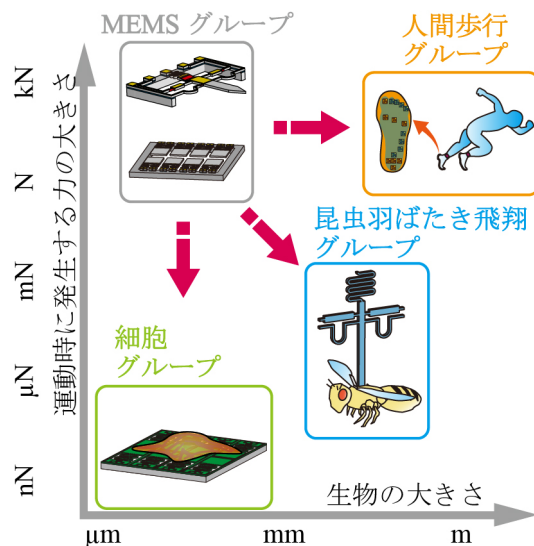 MEMS グループ
人間歩行
グループ
昆虫羽ばたき飛翔
グループ
細胞
グループ
運動時に発生する力の大きさ
kN
N
mN
μN
nN
生物の大きさ
μm
mm
m